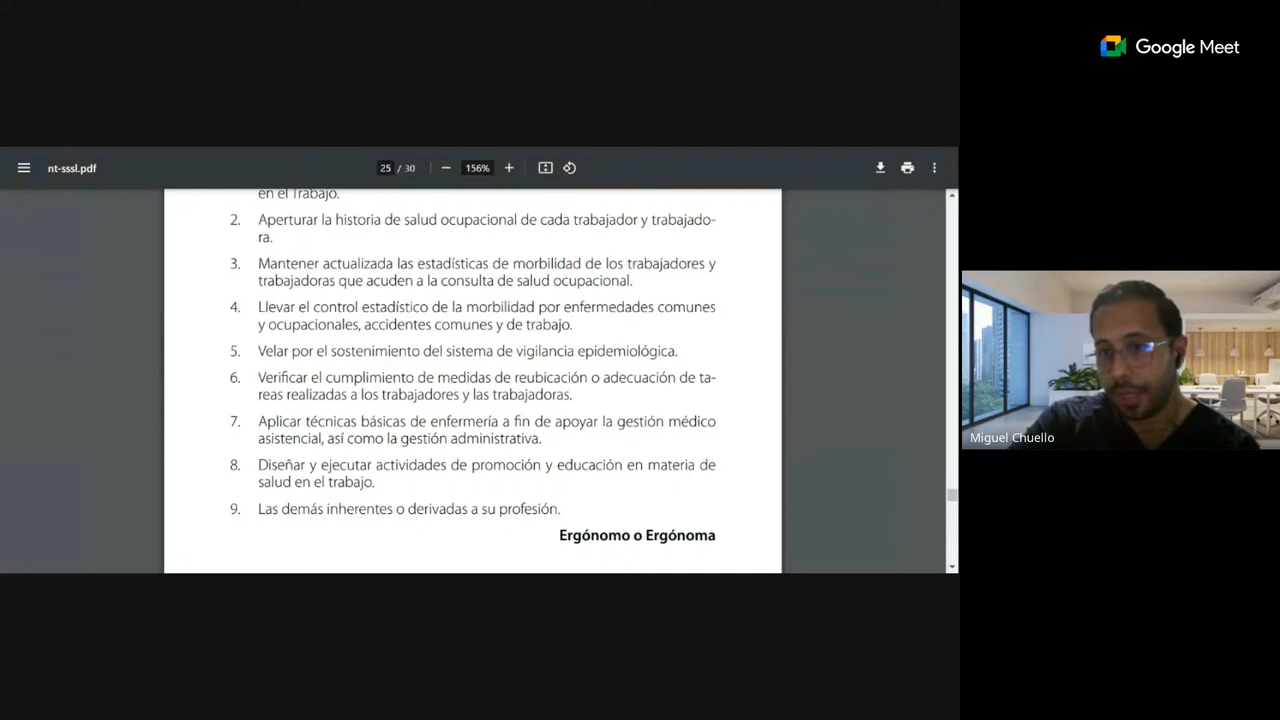 Google Meet
nt-sssl.pdf
25 / 30
156%
en el Trabajo.
2. Aperturar la historia de salud ocupacional de cada trabajador y trabajado-
ra.
3. Mantener actualizada las estadísticas de morbilidad de los trabajadores y
trabajadoras que acuden a la consulta de salud ocupacional.
4. Llevar el control estadístico de la morbilidad por enfermedades comunes
y ocupacionales, accidentes comunes y de trabajo.
5. Velar por el sostenimiento del sistema de vigilancia epidemiológica.
6. Verificar el cumplimiento de medidas de reubicación o adecuación de ta-
reas realizadas a los trabajadores y las trabajadoras.
7. Aplicar técnicas básicas de enfermería a fin de apoyar la gestión médico
asistencial, así como la gestión administrativa.
8. Diseñar y ejecutar actividades de promoción y educación en materia de
salud en el trabajo.
9. Las demás inherentes o derivadas a su profesión.
Ergónomo o Ergónoma
Miguel Chuello